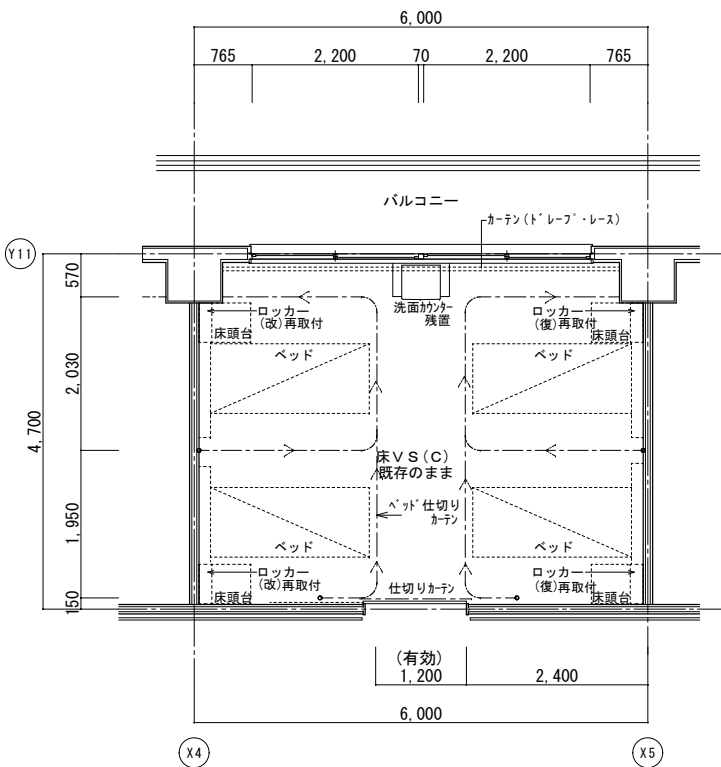 6,000
765
2,200
70
2,200
765
バルコニー
カーテン(ドレープ・レース)
Y11
570
洗面カウンター
残置
ロッカー
(改)再取付
床頭台
ロッカー
(復)再取付
床頭台
ベッド
ベッド
2,030
4,700
床VS(C)
既存のまま
1,950
ベッド仕切り
カーテン
ベッド
ベッド
ロッカー
(改)再取付
床頭台
仕切りカーテン
ロッカー
(復)再取付
床頭台
150
(有効)
1,200
2,400
6,000
X4
X5